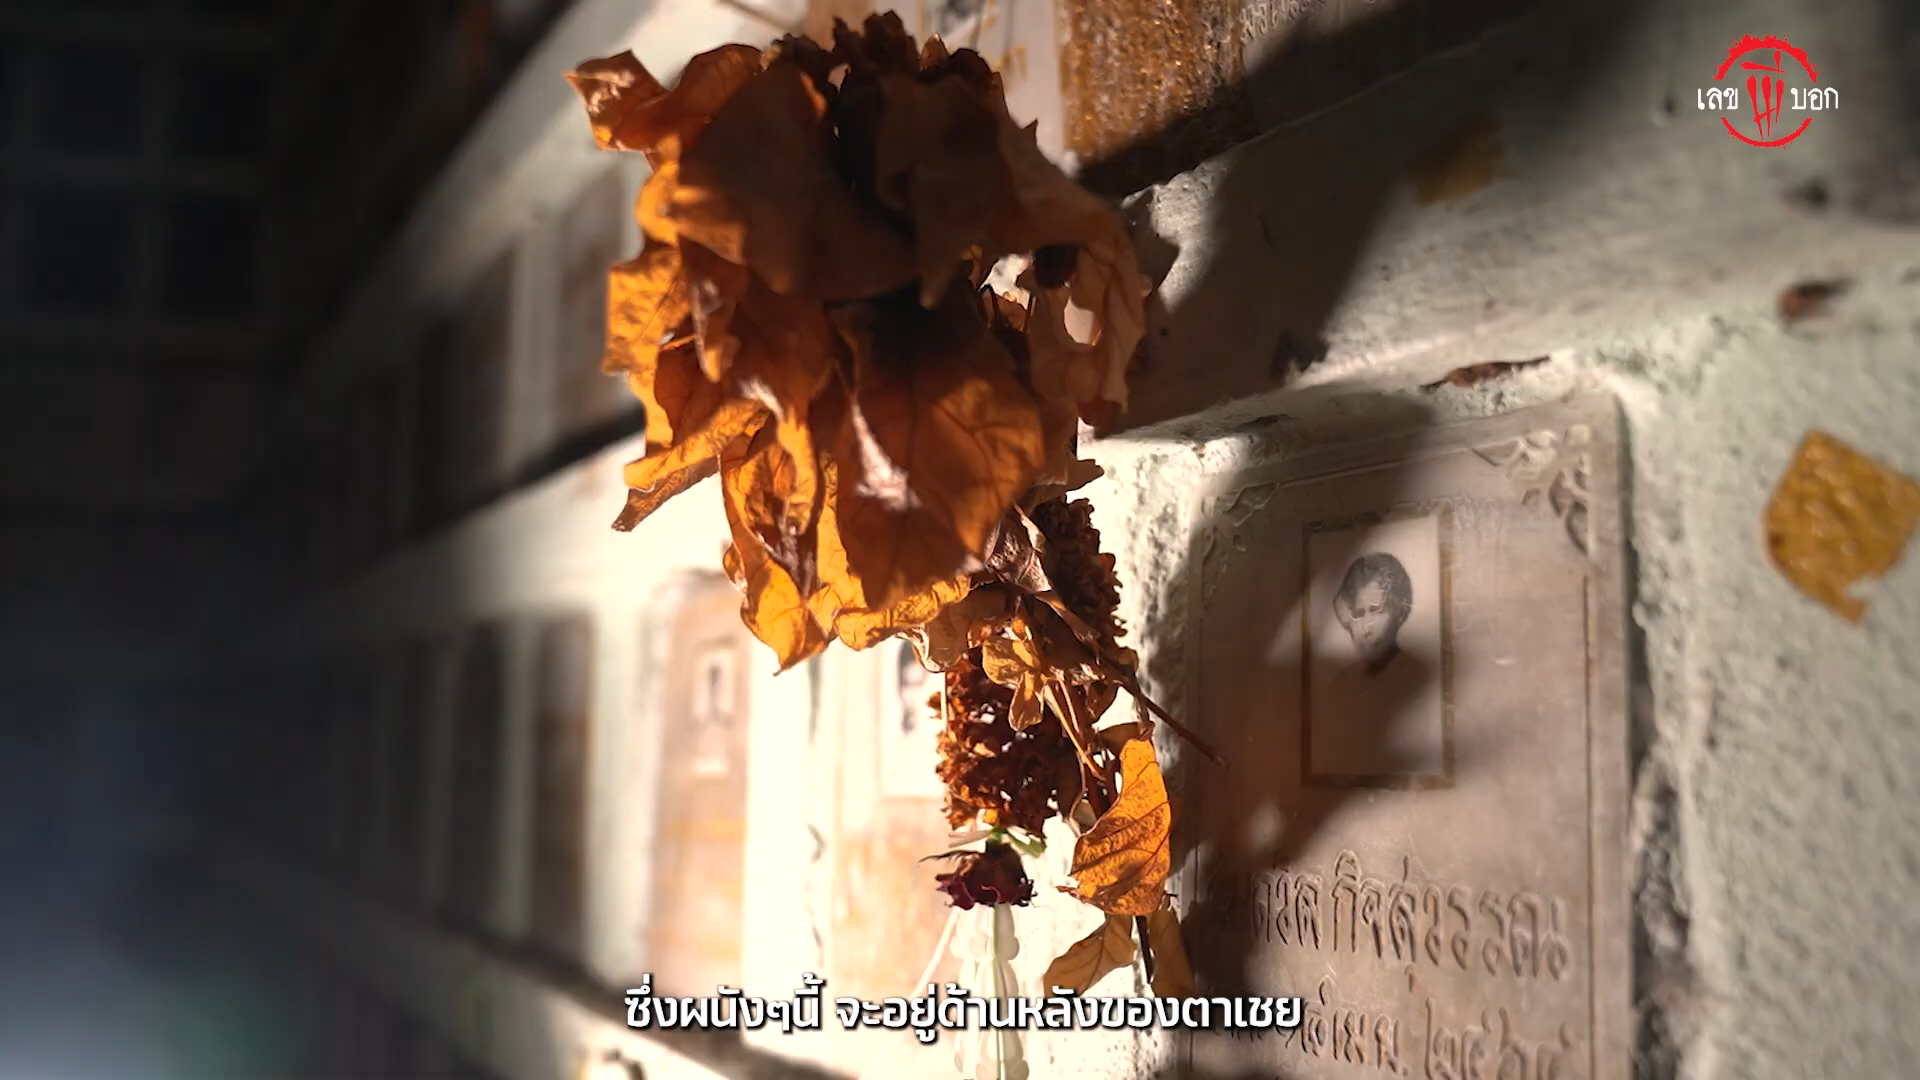 เลข ผี บอก
กิจสุวรรณ
ซึ่งผนังๆนี้ จะอยู่ด้านหลังของตาเชย